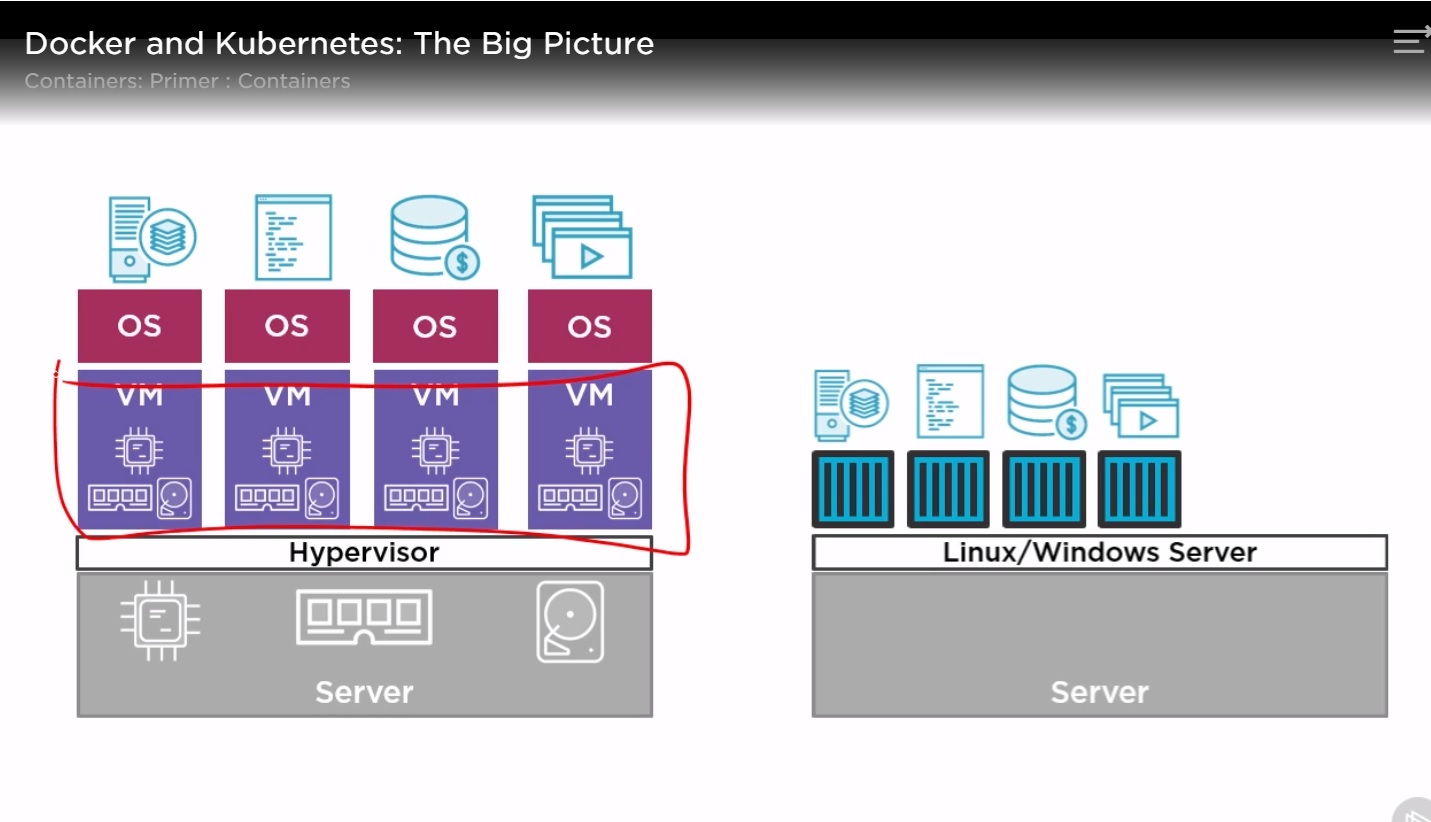 Docker and Kubernetes: The Big Picture
Containers: Primer : Containers
OS OS OS OS
VM VM VM VM
Hypervisor
Server
$
$
Linux/Windows Server
Server